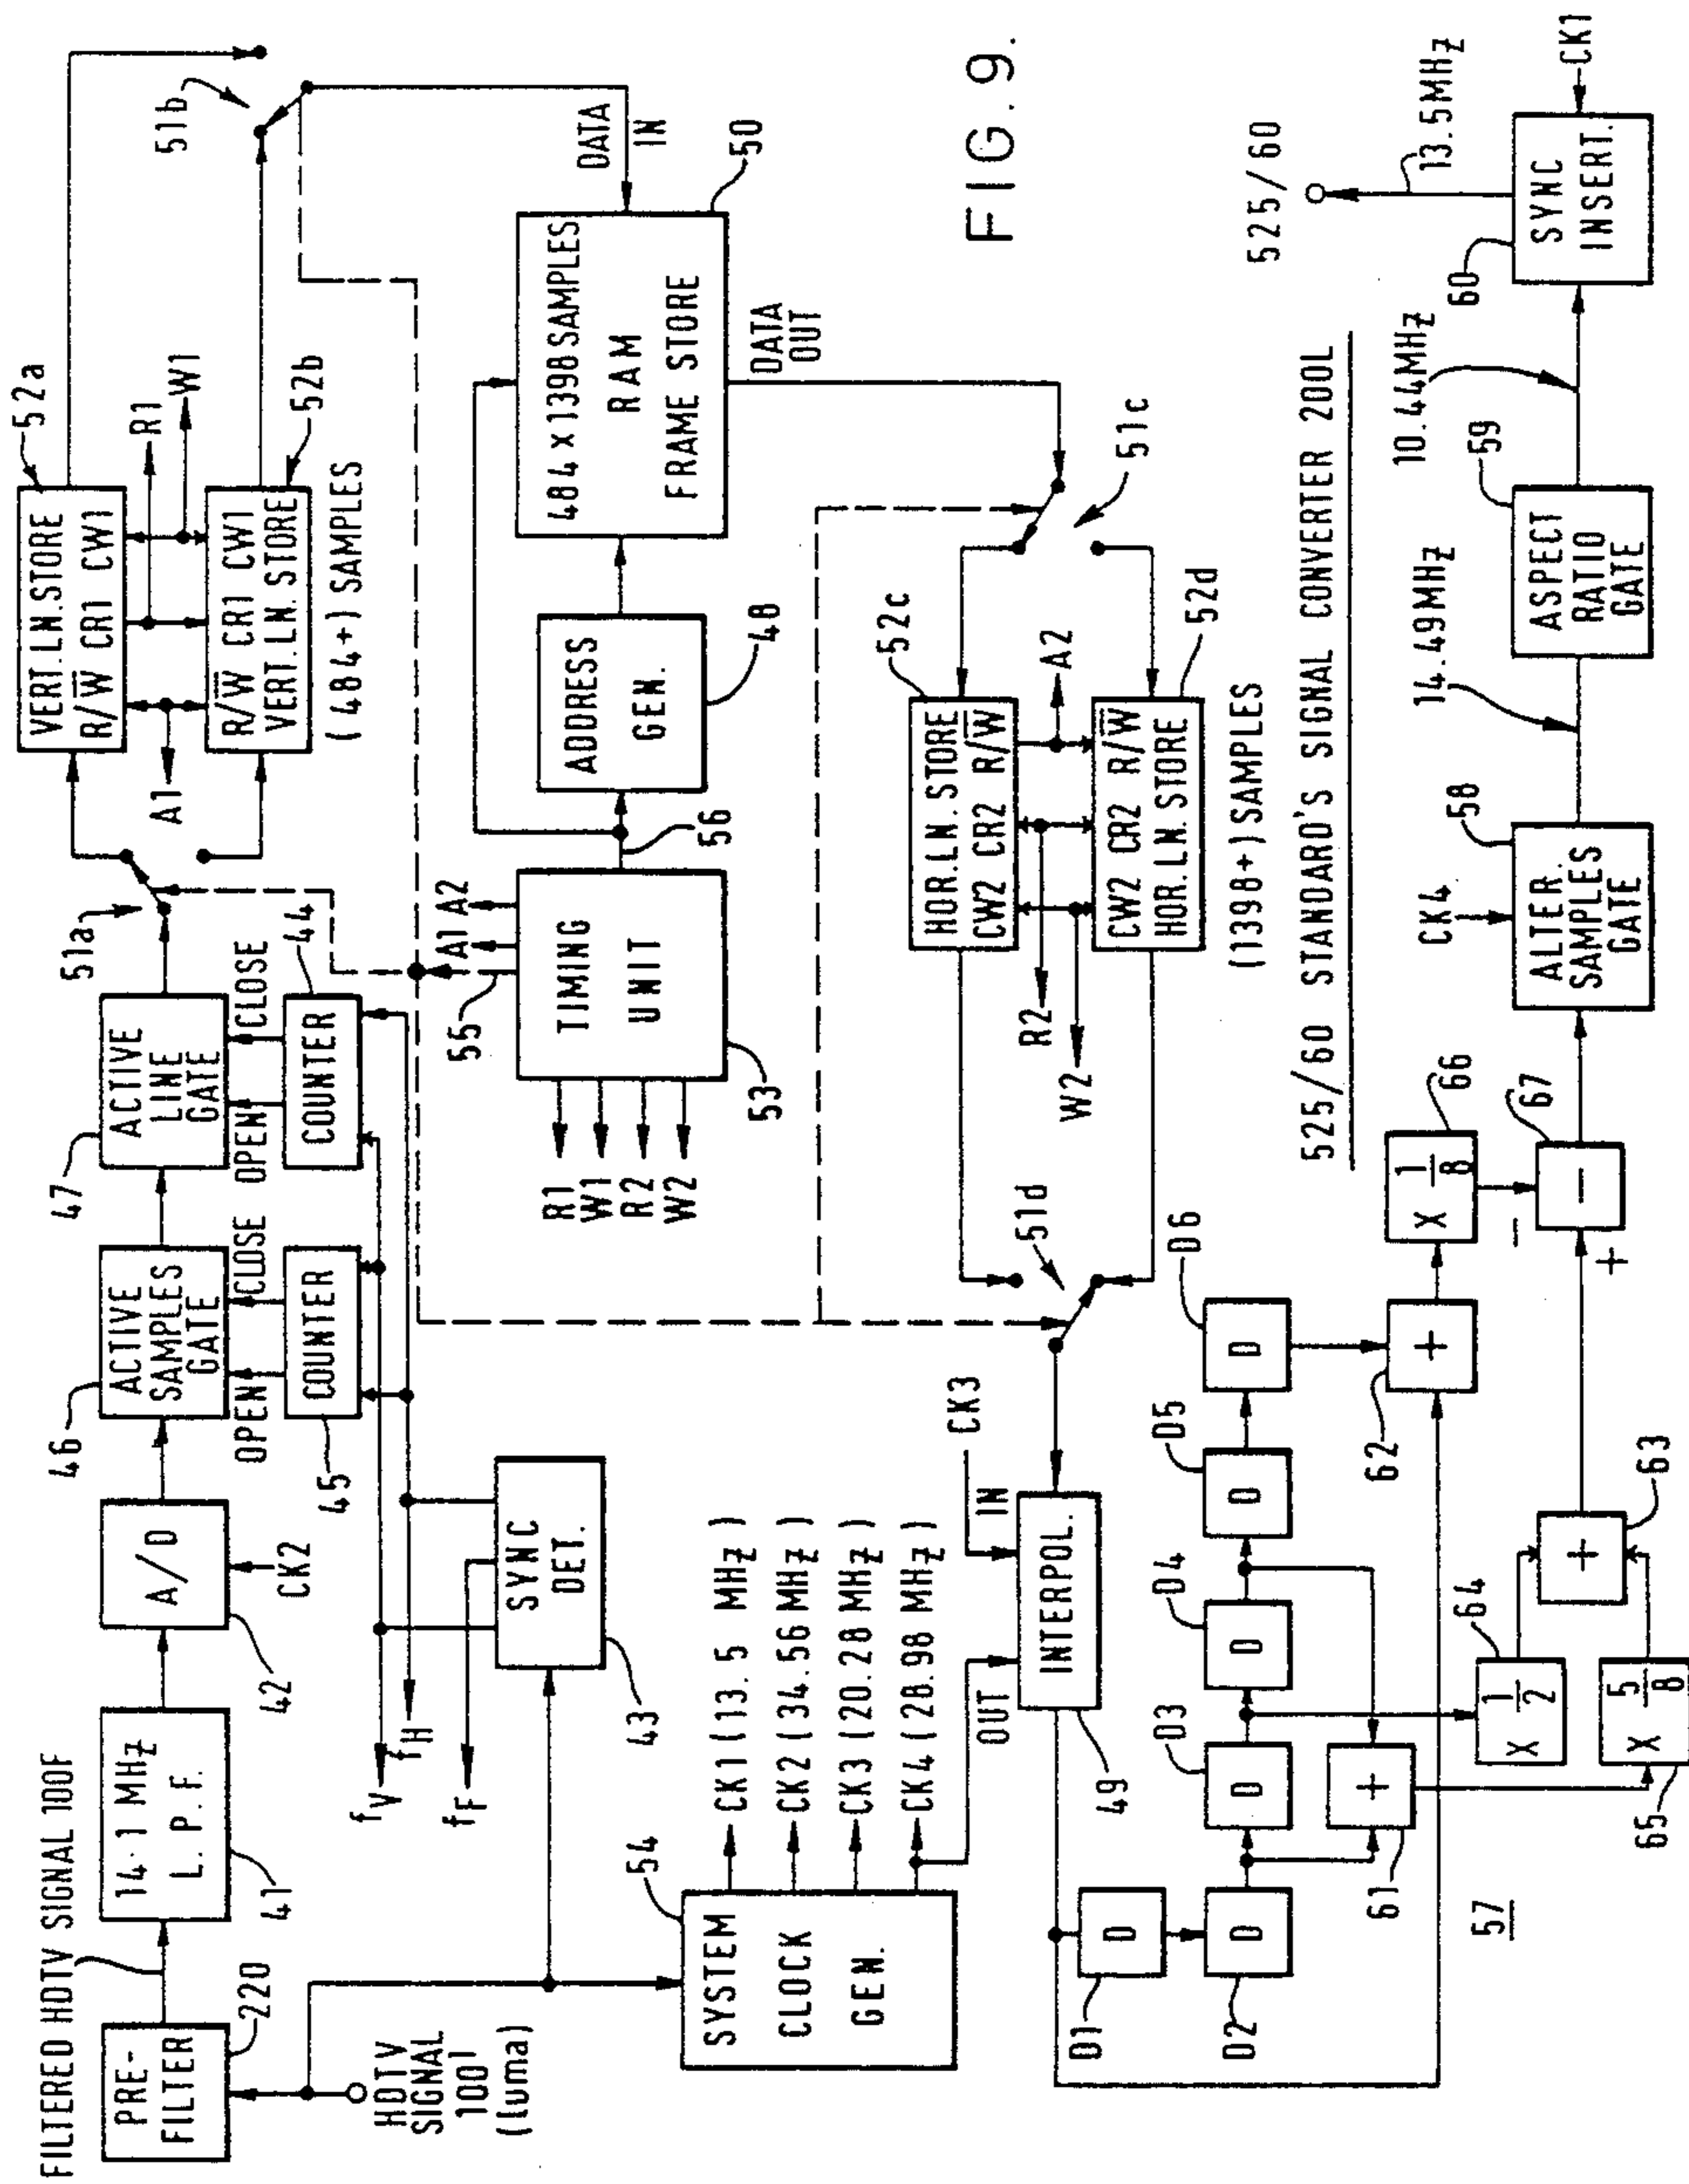 FILTERED HDTV SIGNAL 100F
PRE-
FILTER
220
14.1 MHz
L. P. F.
41
A/D
42
CK2
46
ACTIVE
SAMPLES
GATE
OPEN
CLOSE
COUNTER
45
47
ACTIVE
LINE
GATE
OPEN
CLOSE
COUNTER
44
51a
VERT.LN.STORE
R/W CR1 CW1
52a
A1
R1
W1
R/W CR1 CW1
VERT.LN.STORE
52b
(484+) SAMPLES
51b
DATA
IN
HDTV
SIGNAL
100'
(luma)
SYNC
DET.
43
fV
fH
fF
55
A1
A2
TIMING
UNIT
53
R1
W1
R2
W2
56
ADDRESS
GEN.
48
484 x 1398 SAMPLES
RAM
FRAME STORE
50
DATA
OUT
54
SYSTEM
CLOCK
GEN.
CK1 (13.5 MHz)
CK2 (34.56 MHz)
CK3 (20.28 MHz)
CK4 (28.98 MHz)
OUT
IN
CK3
INTERPOL.
49
51d
51c
HOR.LN.STORE
CW2 CR2 R/W
52c
R2
W2
A2
CW2 CR2 R/W
HOR.LN.STORE
52d
(1398+)SAMPLES
FIG. 9.
D1
D
D2
D
D3
D
D4
D
D5
D
D6
D
61
+
62
+
57
64
X 1/2
65
X 5/8
63
+
66
X 1/8
67
-
-
+
525/60 STANDARD'S SIGNAL CONVERTER 200L
CK4
58
ALTER.
SAMPLES
GATE
14.49MHz
59
ASPECT
RATIO
GATE
10.44MHz
60
SYNC
INSERT.
CK1
13.5MHz
525/60